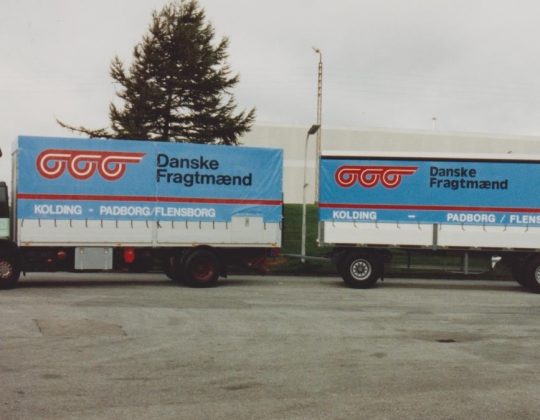 Danske
Fragtmænd
KOLDING - PADBORG/FLENSBORG
Danske
Fragtmænd
KOLDING - PADBORG / FLENS